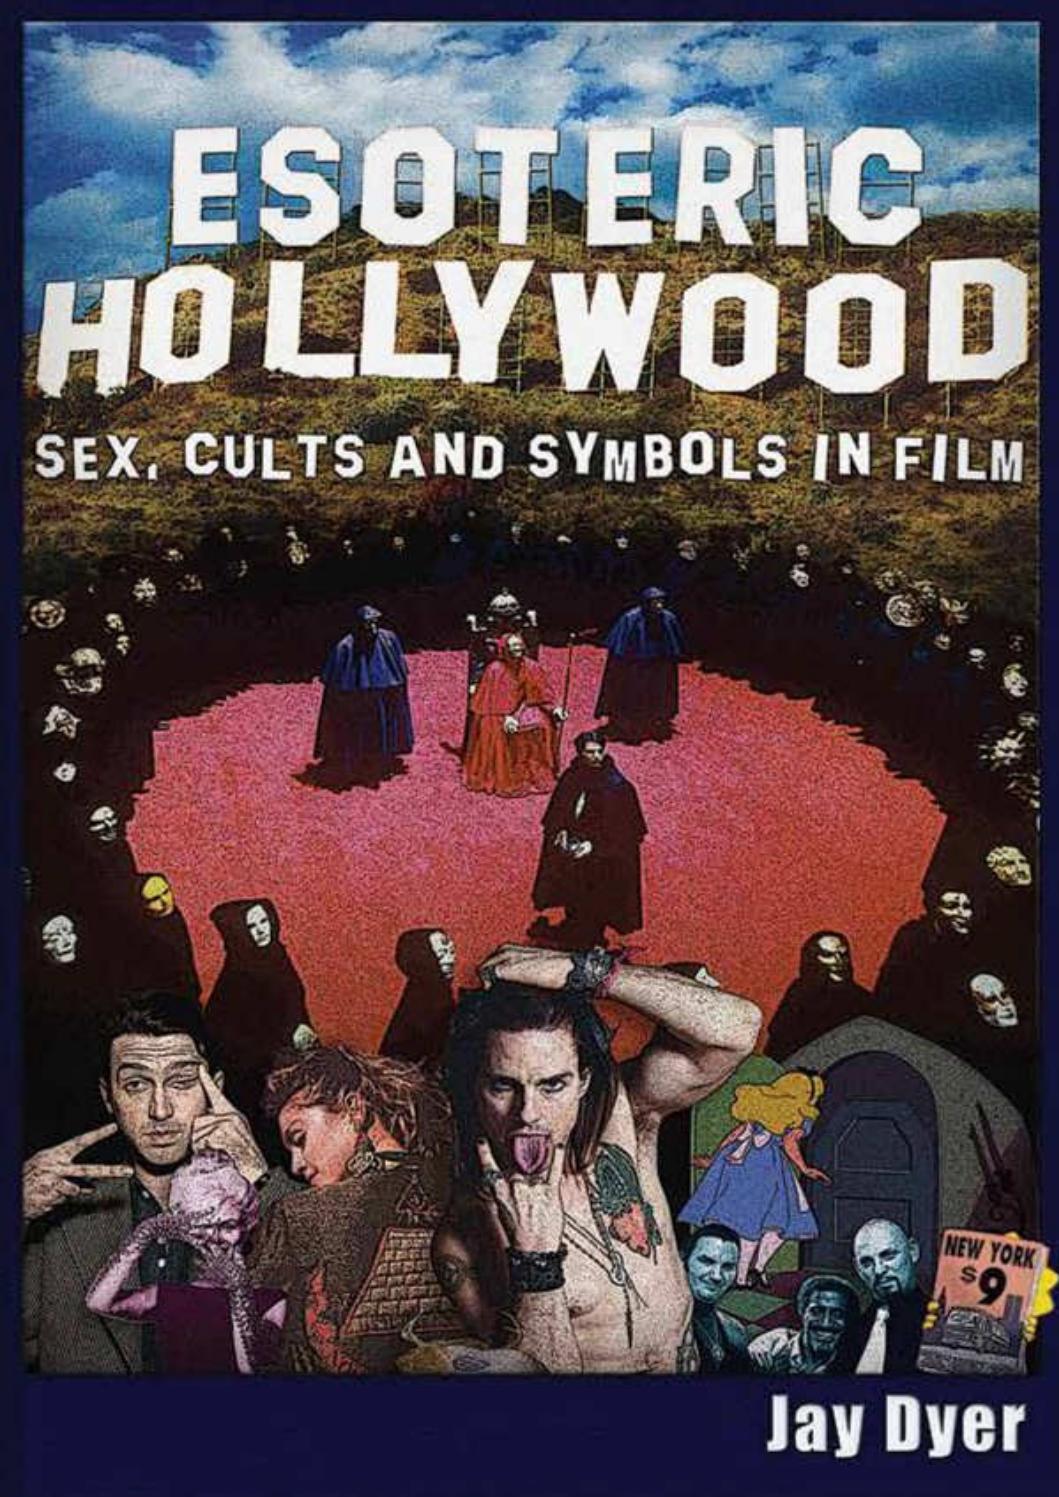 ESOTERIC
HOLLYWOOD
SEX, CULTS AND SYMBOLS IN FILM
NEW YORK
$9
Jay Dyer